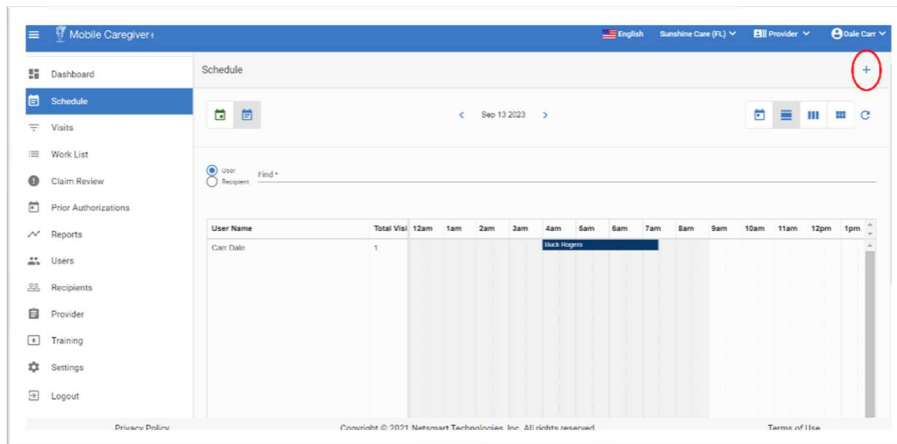 Mobile Caregiver+ English Sunshine Care (FL) Provider Dale Carr
Dashboard
Schedule
Visits
Work List
Claim Review
Prior Authorizations
Reports
Users
Recipients
Provider
Training
Settings
Logout
Schedule +
Sep 13 2023
User
Recipient
Find *
User Name Total Visi 12am 1am 2am 3am 4am 5am 6am 7am 8am 9am 10am 11am 12pm 1pm
Carr Dale 1 Buck Rogers
Privacy Policy Copyright © 2021 Netsmart Technologies, Inc. All rights reserved. Terms of Use